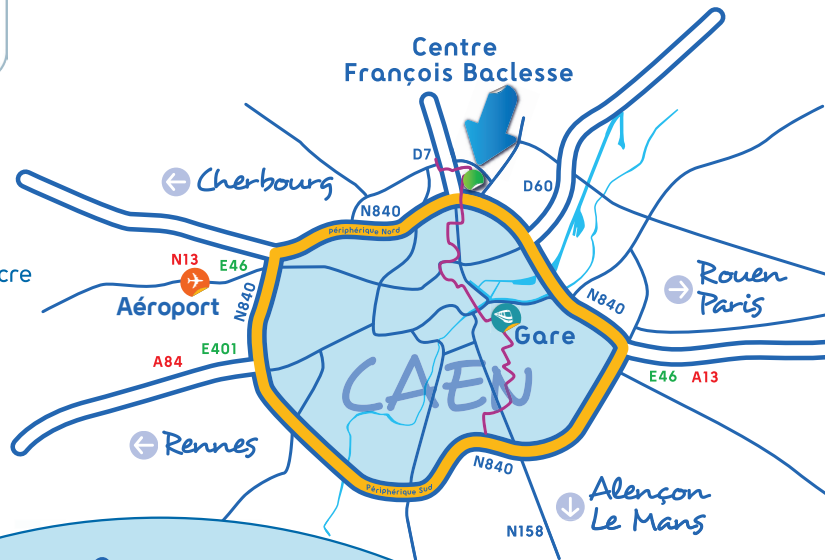 Centre
François Baclesse
D7
Cherbourg
D60
N840
Périphérique Nord
cre
N13
E46
Aéroport
N840
Rouen
Paris
N840
Gare
E401
A84
CAEN
E46 A13
Rennes
N840
Périphérique Sud
Alençon
Le Mans
N158